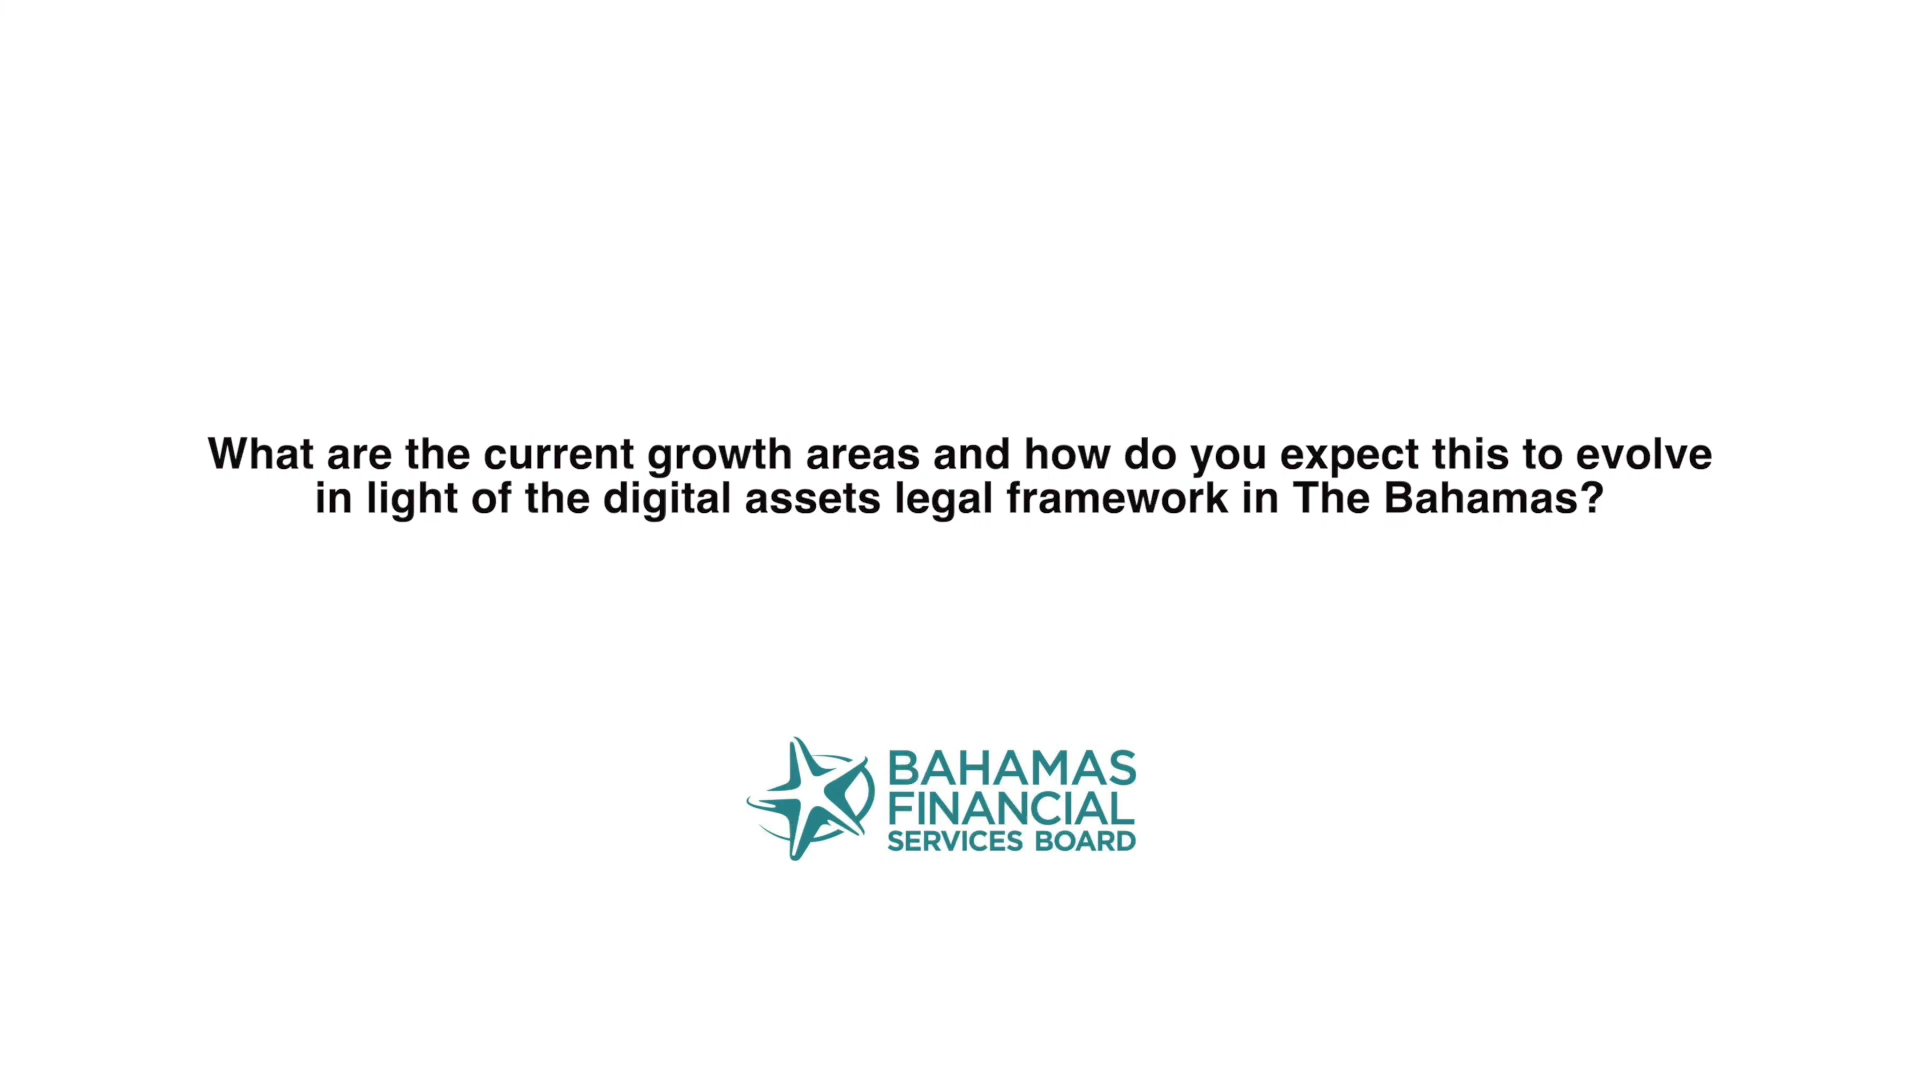 What are the current growth areas and how do you expect this to evolve
in light of the digital assets legal framework in The Bahamas?
BAHAMAS
FINANCIAL
SERVICES BOARD